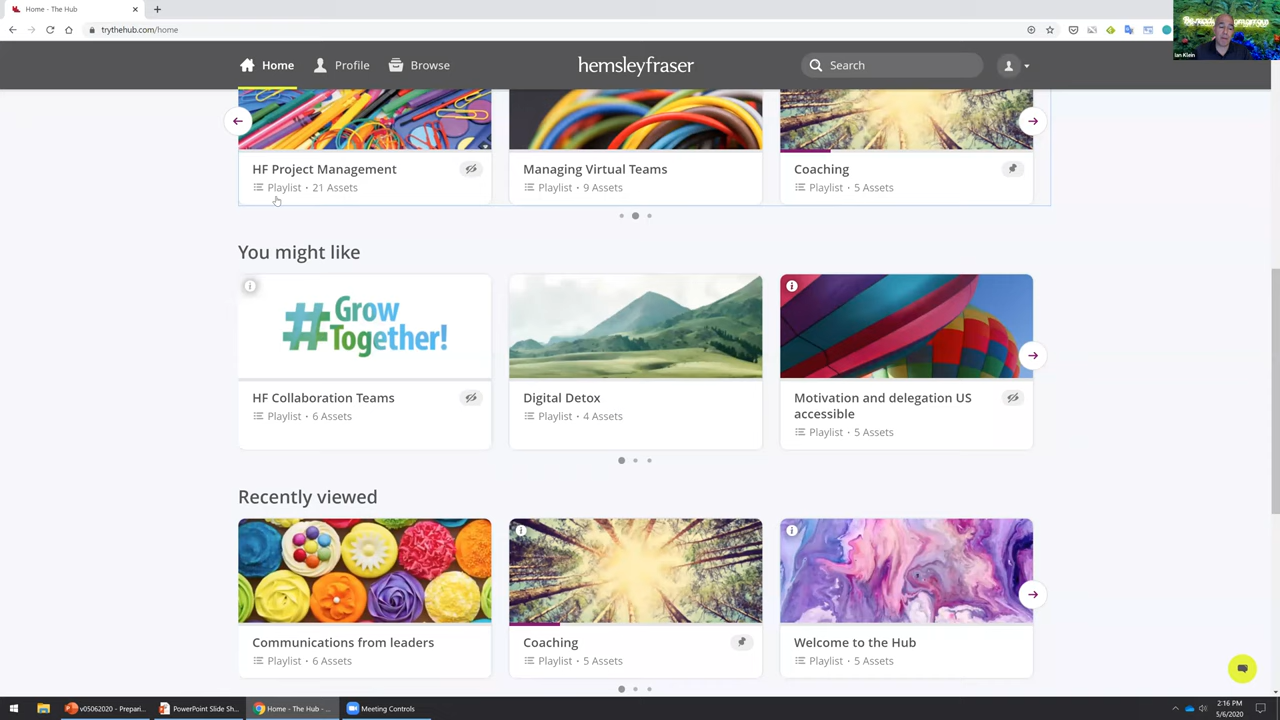 Home - The Hub
trythehub.com/home
Ian Klein
Home
Profile
Browse
hemsleyfraser
Search
HF Project Management
Playlist · 21 Assets
Managing Virtual Teams
Playlist · 9 Assets
Coaching
Playlist · 5 Assets
You might like
#Grow
Together!
HF Collaboration Teams
Playlist · 6 Assets
Digital Detox
Playlist · 4 Assets
Motivation and delegation US
accessible
Playlist · 5 Assets
Recently viewed
Communications from leaders
Playlist · 6 Assets
Coaching
Playlist · 5 Assets
Welcome to the Hub
Playlist · 5 Assets
v05062020 - Prepari...
PowerPoint Slide Sh...
Home - The Hub - ...
Meeting Controls
2:16 PM
5/6/2020